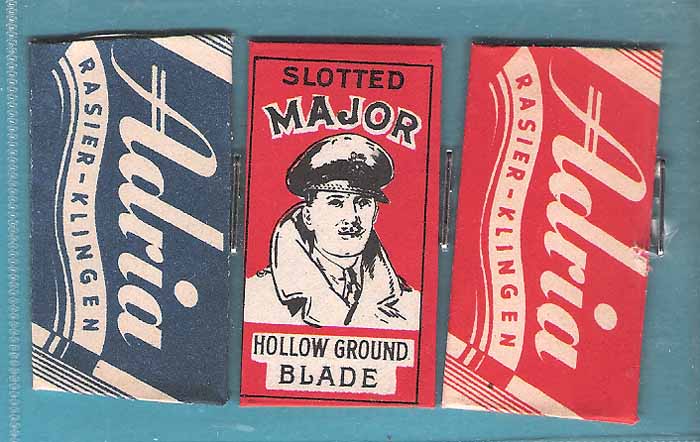 Adria
RASIER-KLINGEN
SLOTTED
MAJOR
HOLLOW GROUND
BLADE
Adria
RASIER-KLINGEN